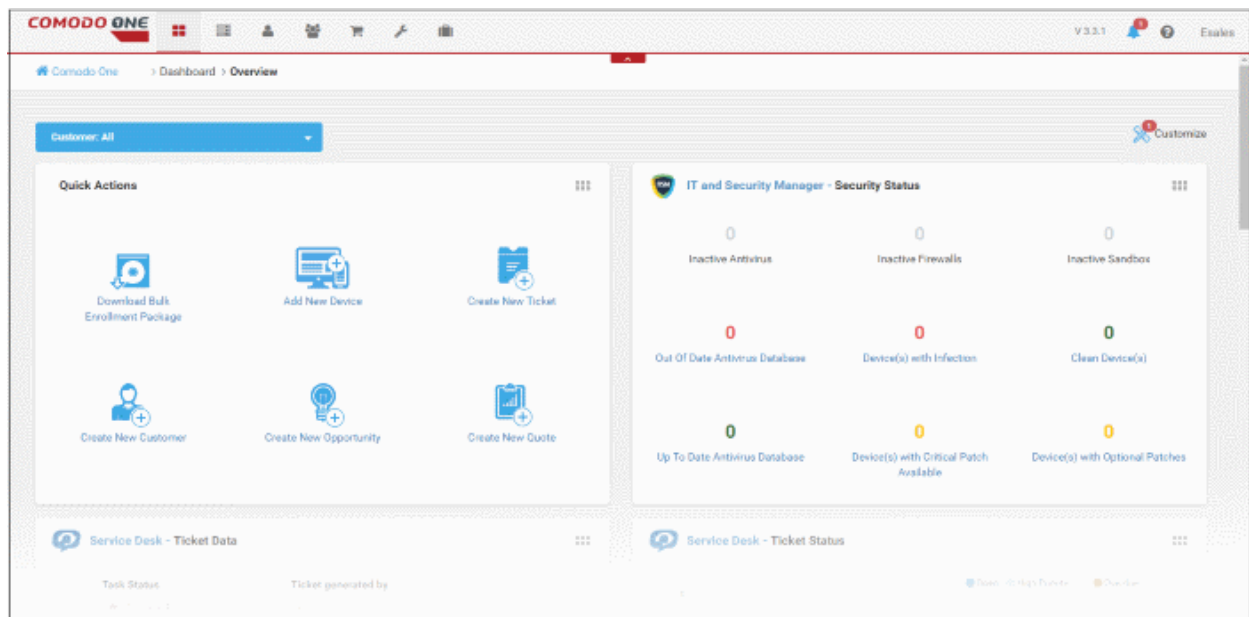 COMODO ONE
V 3.3.1
Esales
Comodo One > Dashboard > Overview
Customer: All
Customize
Quick Actions
Download Bulk
Enrollment Package
Add New Device
Create New Ticket
Create New Customer
Create New Opportunity
Create New Quote
IT and Security Manager - Security Status
0
0
0
Inactive Antivirus
Inactive Firewalls
Inactive Sandbox
0
0
0
Out Of Date Antivirus Database
Device(s) with Infection
Clean Device(s)
0
0
0
Up To Date Antivirus Database
Device(s) with Critical Patch
Available
Device(s) with Optional Patches
Service Desk - Ticket Data
Task Status
Ticket generated by
Service Desk - Ticket Status